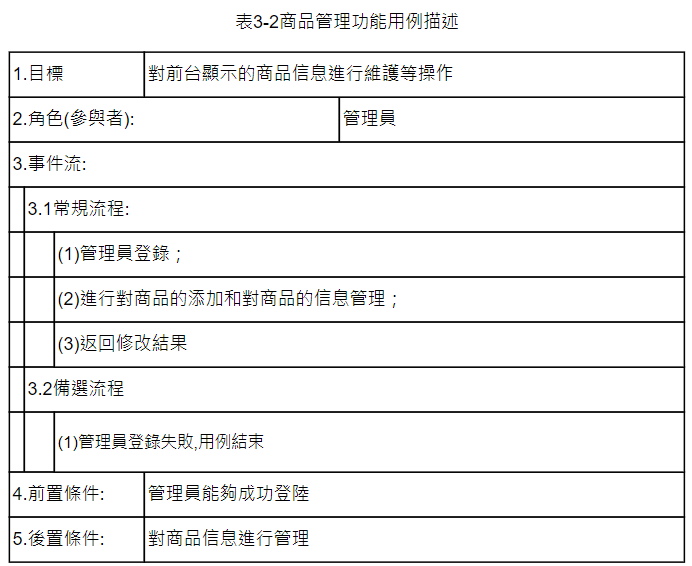 表3-2商品管理功能用例描述
1.目標 對前台顯示的商品信息進行維護等操作
2.角色(參與者): 管理員
3.事件流:
3.1常規流程:
(1)管理員登錄；
(2)進行對商品的添加和對商品的信息管理；
(3)返回修改結果
3.2備選流程
(1)管理員登錄失敗,用例結束
4.前置條件: 管理員能夠成功登陸
5.後置條件: 對商品信息進行管理